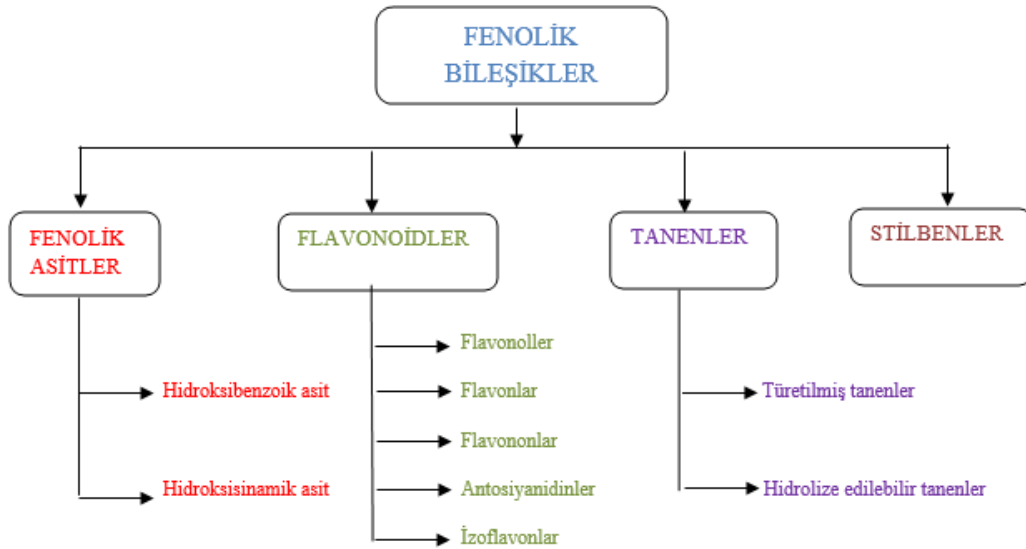 FENOLİK
BİLEŞİKLER
FENOLİK
ASİTLER
FLAVONOİDLER
TANENLER
STİLBENLER
Hidroksibenzoik asit
Hidroksisinamik asit
Flavonoller
Flavonlar
Flavononlar
Antosiyanidinler
İzoflavonlar
Türetilmiş tanenler
Hidrolize edilebilir tanenler